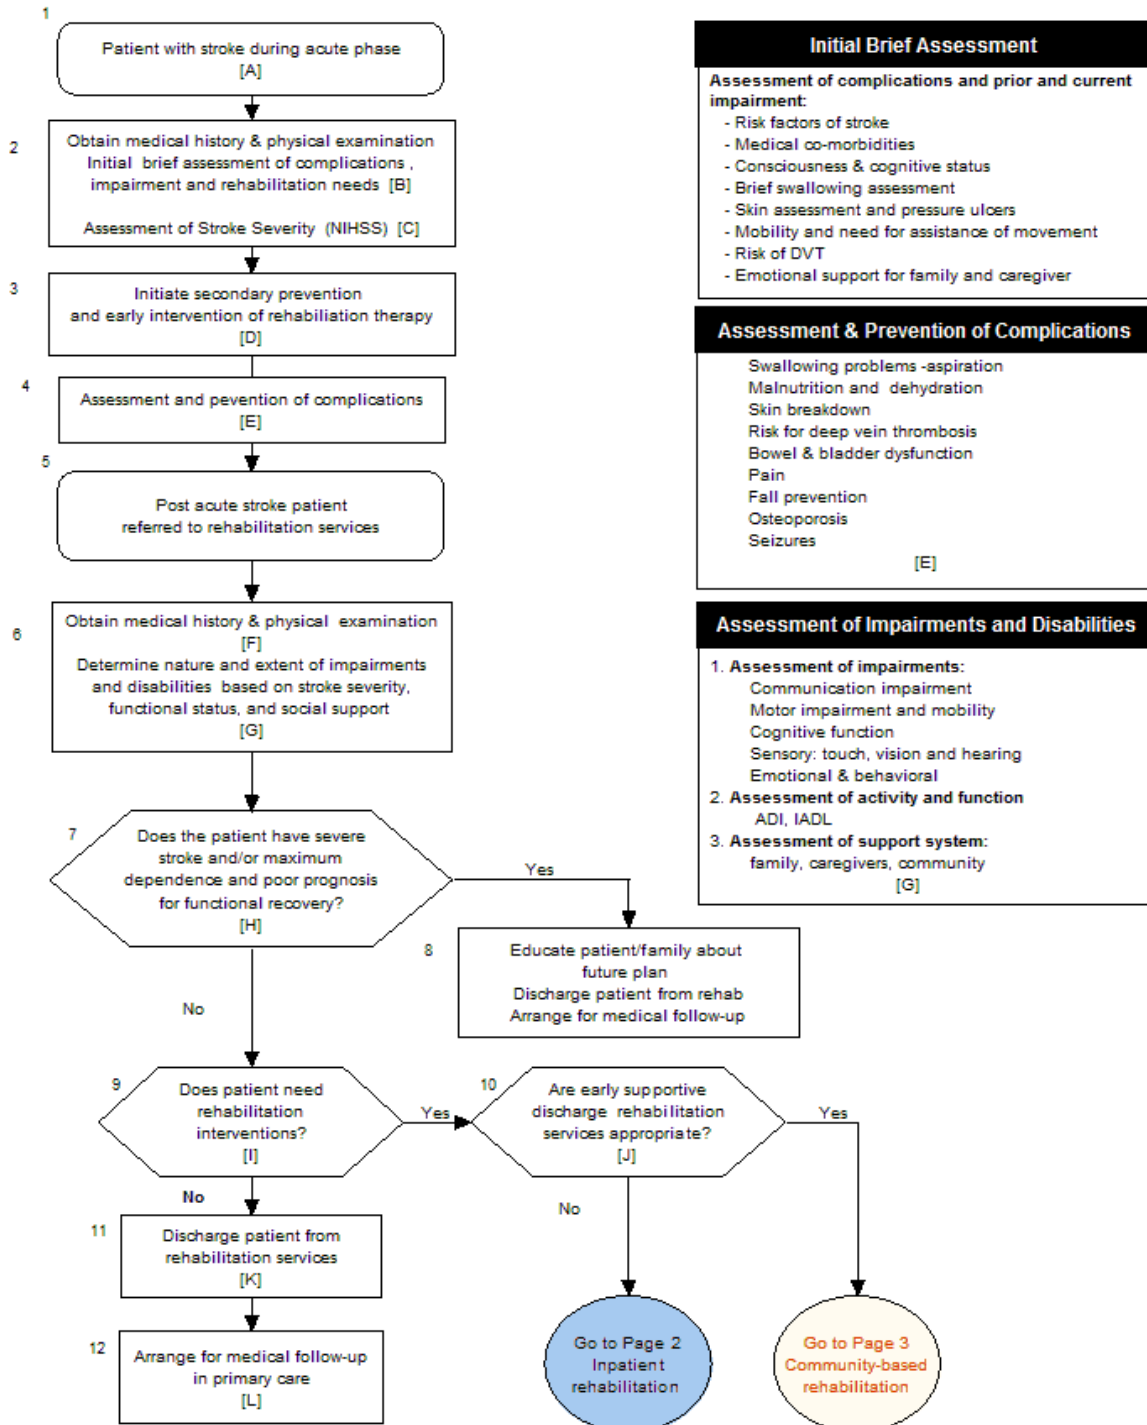 1
Patient with stroke during acute phase
[A]
2
Obtain medical history & physical examination
Initial brief assessment of complications ,
impairment and rehabilitation needs [B]
Assessment of Stroke Severity (NIHSS) [C]
3
Initiate secondary prevention
and early intervention of rehabiliation therapy
[D]
4
Assessment and pevention of complications
[E]
5
Post acute stroke patient
referred to rehabilitation services
6
Obtain medical history & physical examination
[F]
Determine nature and extent of impairments
and disabilities based on stroke severity,
functional status, and social support
[G]
7
Does the patient have severe
stroke and/or maximum
dependence and poor prognosis
for functional recovery?
[H]
Yes
8
Educate patient/family about
future plan
Discharge patient from rehab
Arrange for medical follow-up
No
9
Does patient need
rehabilitation
interventions?
[I]
Yes
10
Are early supportive
discharge rehabilitation
services appropriate?
[J]
Yes
No
No
11
Discharge patient from
rehabilitation services
[K]
12
Arrange for medical follow-up
in primary care
[L]
Go to Page 2
Inpatient
rehabilitation
Go to Page 3
Community-based
rehabilitation
Initial Brief Assessment
Assessment of complications and prior and current
impairment:
- Risk factors of stroke
- Medical co-morbidities
- Consciousness & cognitive status
- Brief swallowing assessment
- Skin assessment and pressure ulcers
- Mobility and need for assistance of movement
- Risk of DVT
- Emotional support for family and caregiver
Assessment & Prevention of Complications
Swallowing problems -aspiration
Malnutrition and dehydration
Skin breakdown
Risk for deep vein thrombosis
Bowel & bladder dysfunction
Pain
Fall prevention
Osteoporosis
Seizures
[E]
Assessment of Impairments and Disabilities
1. Assessment of impairments:
Communication impairment
Motor impairment and mobility
Cognitive function
Sensory: touch, vision and hearing
Emotional & behavioral
2. Assessment of activity and function
ADI, IADL
3. Assessment of support system:
family, caregivers, community
[G]